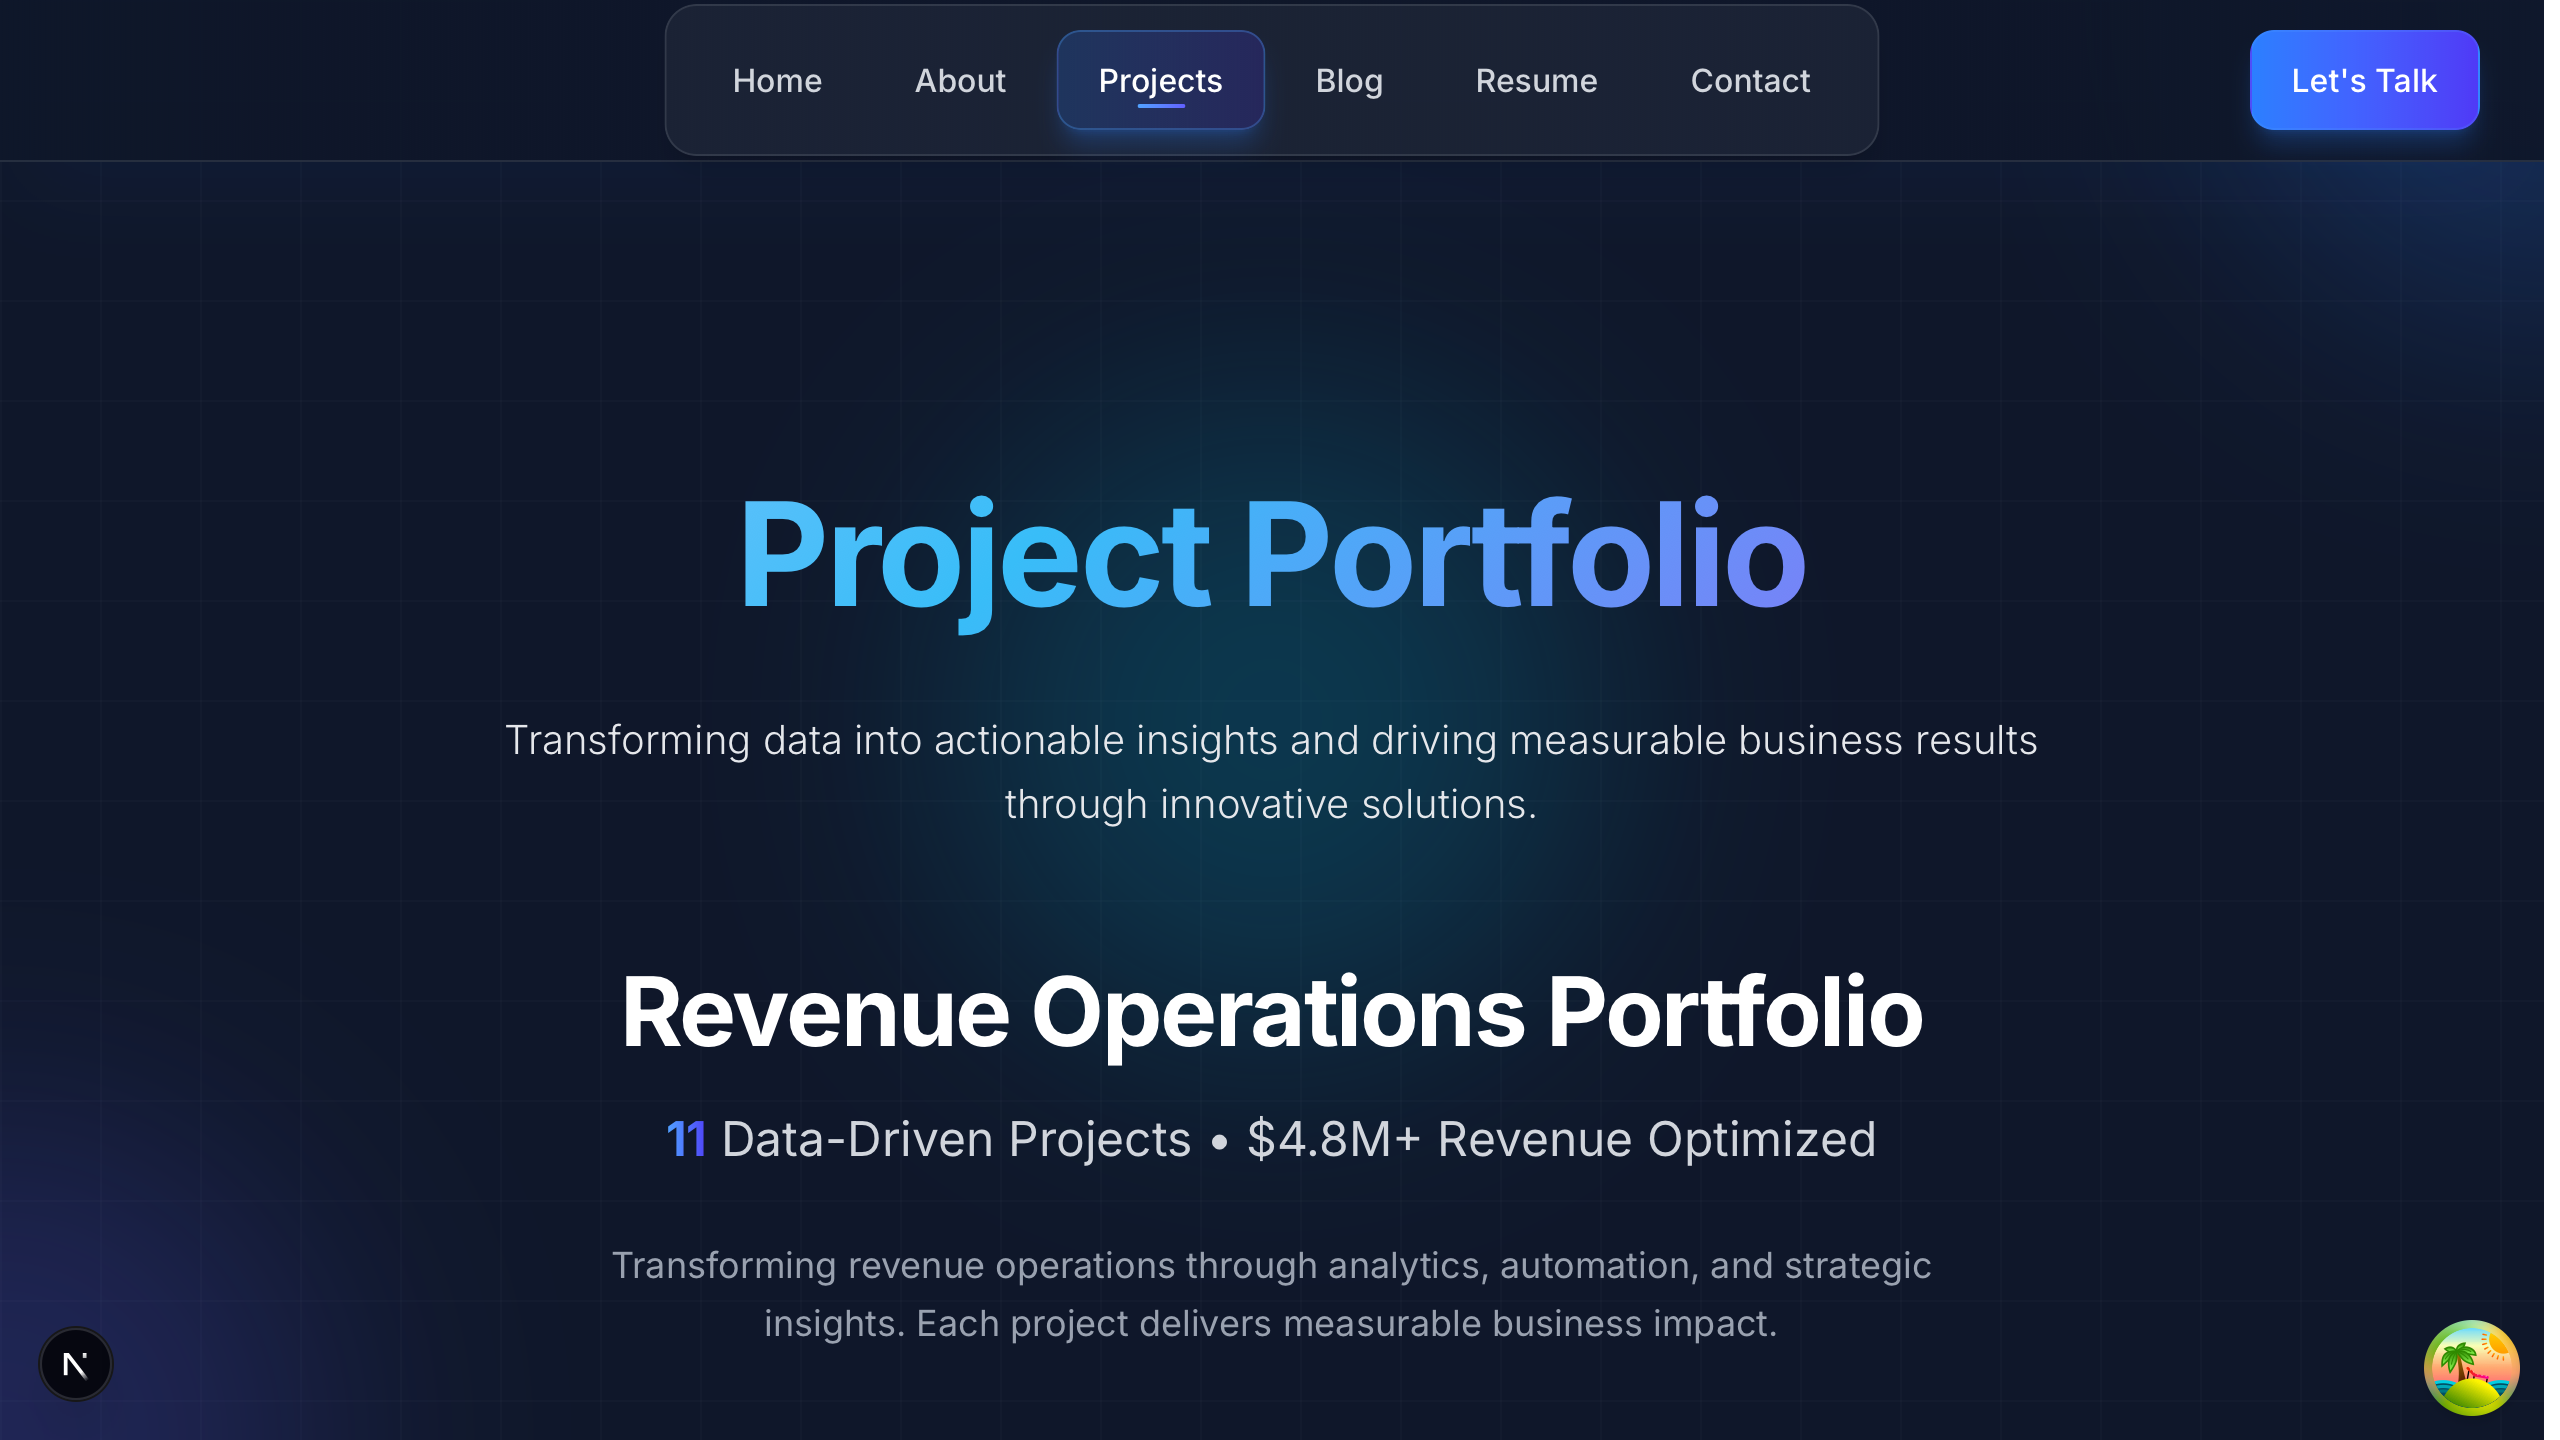 Home About Projects Blog Resume Contact Let's Talk
Project Portfolio
Transforming data into actionable insights and driving measurable business results
through innovative solutions.
Revenue Operations Portfolio
11 Data-Driven Projects • $4.8M+ Revenue Optimized
Transforming revenue operations through analytics, automation, and strategic
insights. Each project delivers measurable business impact.
N